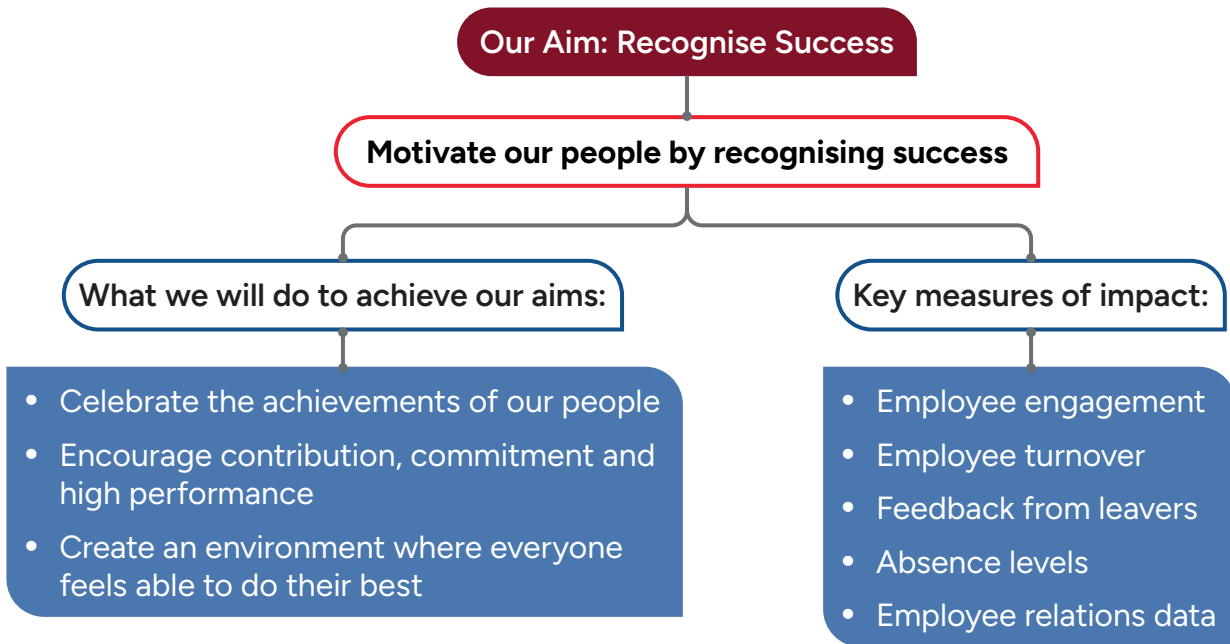 Our Aim: Recognise Success
Motivate our people by recognising success
What we will do to achieve our aims:
• Celebrate the achievements of our people
• Encourage contribution, commitment and
high performance
• Create an environment where everyone
feels able to do their best
Key measures of impact:
• Employee engagement
• Employee turnover
• Feedback from leavers
• Absence levels
• Employee relations data